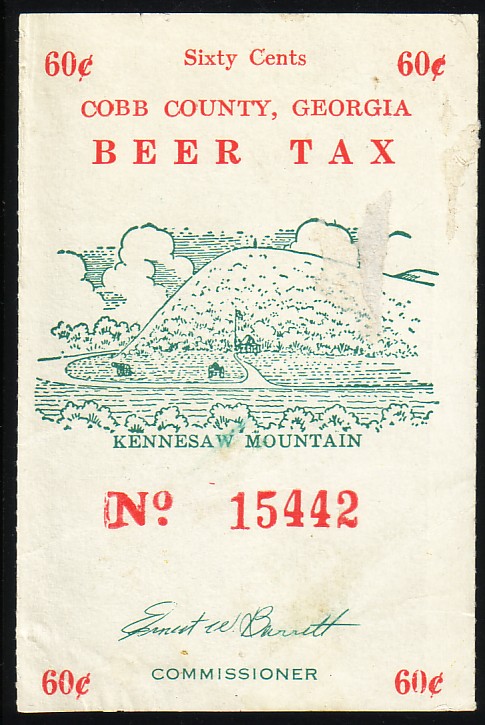 60¢ Sixty Cents 60¢
COBB COUNTY, GEORGIA
BEER TAX
KENNESAW MOUNTAIN
Nº 15442
Ernest W. Barrett
COMMISSIONER
60¢ 60¢